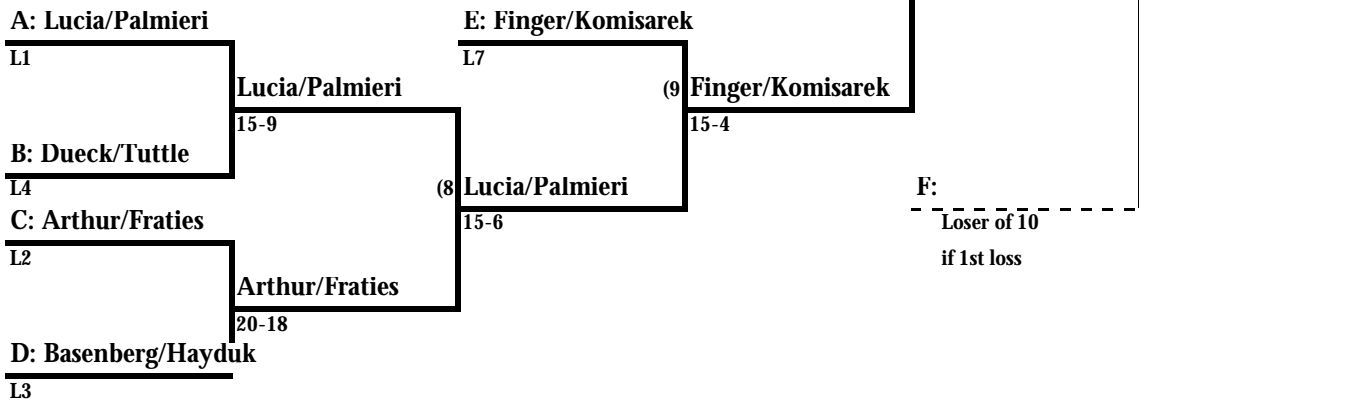 A: Lucia/Palmieri
L1
Lucia/Palmieri
15-9
B: Dueck/Tuttle
L4
C: Arthur/Fraties
L2
Arthur/Fraties
20-18
D: Basenberg/Hayduk
L3
(8 Lucia/Palmieri
15-6
E: Finger/Komisarek
L7
(9 Finger/Komisarek
15-4
F:
Loser of 10
if 1st loss